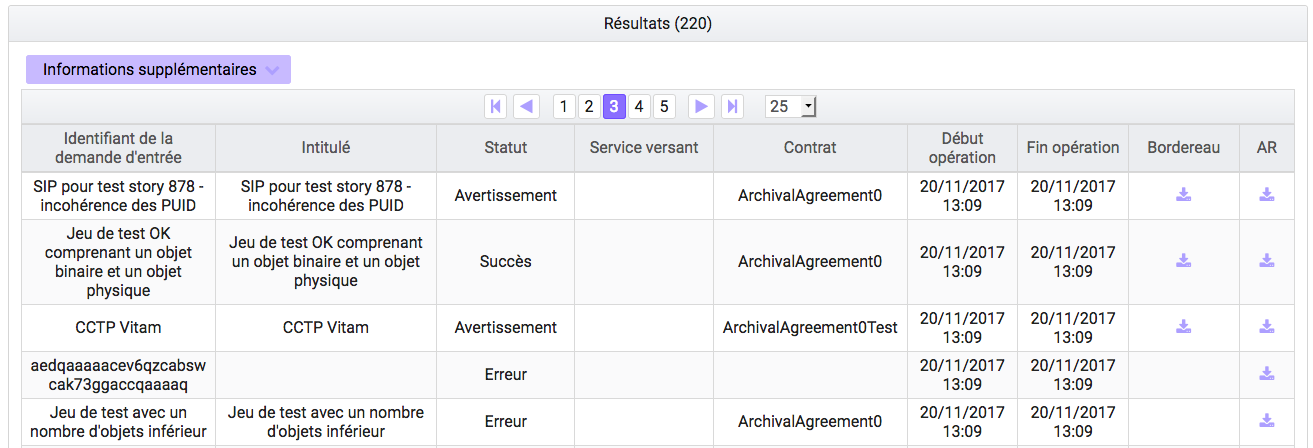 Résultats (220)
Informations supplémentaires
1 2 3 4 5 25
Identifiant de la demande d'entrée Intitulé Statut Service versant Contrat Début opération Fin opération Bordereau AR
SIP pour test story 878 - incohérence des PUID SIP pour test story 878 - incohérence des PUID Avertissement ArchivalAgreement0 20/11/2017 13:09 20/11/2017 13:09
Jeu de test OK comprenant un objet binaire et un objet physique Jeu de test OK comprenant un objet binaire et un objet physique Succès ArchivalAgreement0 20/11/2017 13:09 20/11/2017 13:09
CCTP Vitam CCTP Vitam Avertissement ArchivalAgreement0Test 20/11/2017 13:09 20/11/2017 13:09
aedqaaaaacev6qzcabsw cak73ggaccqaaaaq Erreur 20/11/2017 13:09 20/11/2017 13:09
Jeu de test avec un nombre d'objets inférieur Jeu de test avec un nombre d'objets inférieur Erreur ArchivalAgreement0 20/11/2017 13:09 20/11/2017 13:09